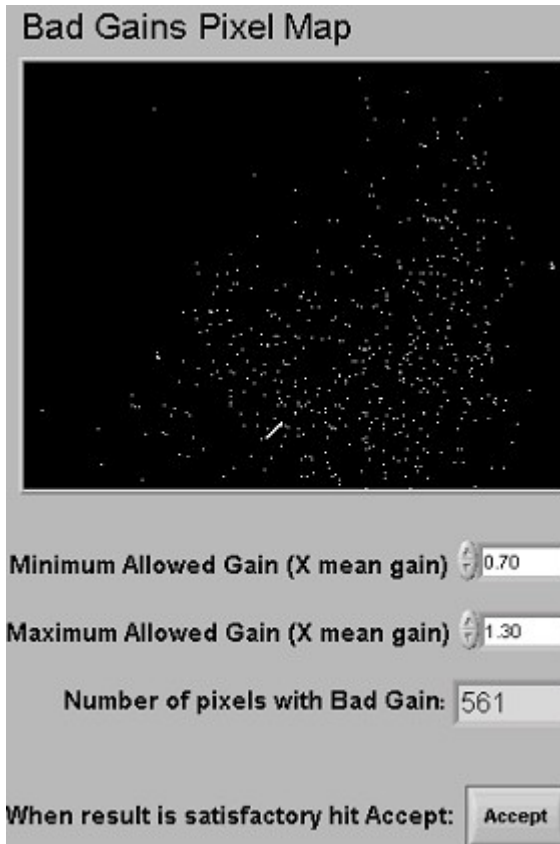 Bad Gains Pixel Map
Minimum Allowed Gain (X mean gain) 0.70
Maximum Allowed Gain (X mean gain) 1.30
Number of pixels with Bad Gain: 561
When result is satisfactory hit Accept: Accept